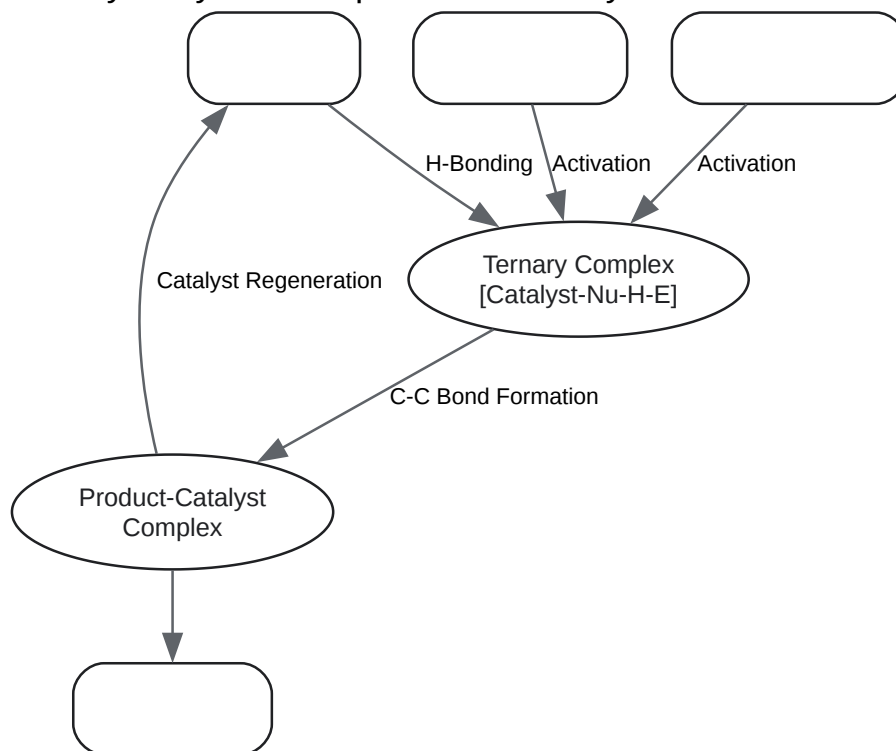 H-Bonding
Activation
Activation
Ternary Complex
[Catalyst-Nu-H-E]
Catalyst Regeneration
C-C Bond Formation
Product-Catalyst
Complex